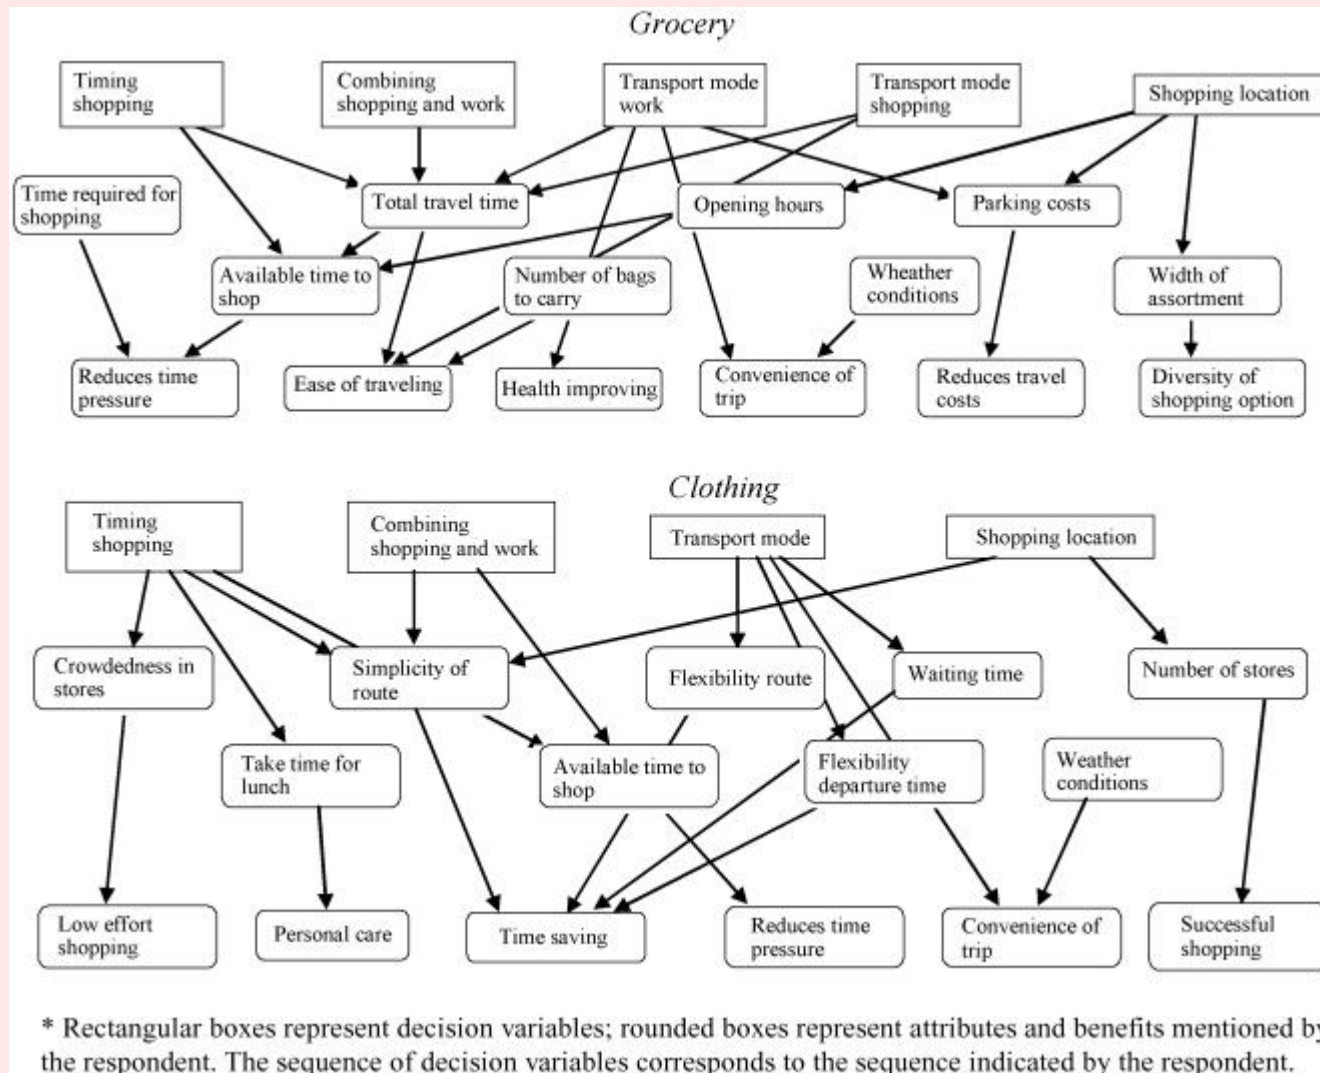 Grocery
Timing
shopping
Combining
shopping and work
Transport mode
work
Transport mode
shopping
Shopping location
Time required for
shopping
Total travel time
Opening hours
Parking costs
Available time to
shop
Number of bags
to carry
Wheather
conditions
Width of
assortment
Reduces time
pressure
Ease of traveling
Health improving
Convenience of
trip
Reduces travel
costs
Diversity of
shopping option
Clothing
Timing
shopping
Combining
shopping and work
Transport mode
Shopping location
Crowdedness in
stores
Simplicity of
route
Flexibility route
Waiting time
Number of stores
Take time for
lunch
Available time to
shop
Flexibility
departure time
Weather
conditions
Low effort
shopping
Personal care
Time saving
Reduces time
pressure
Convenience of
trip
Successful
shopping
* Rectangular boxes represent decision variables; rounded boxes represent attributes and benefits mentioned by
the respondent. The sequence of decision variables corresponds to the sequence indicated by the respondent.